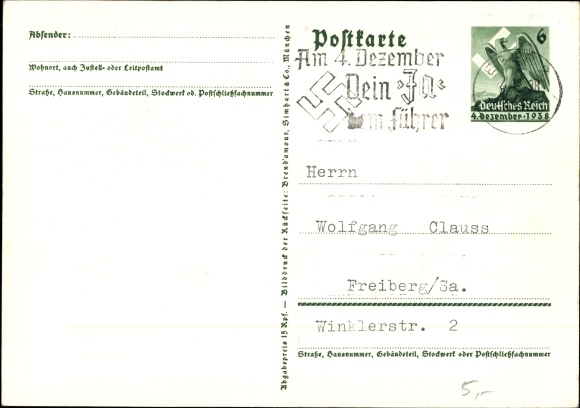 Absender:
Wohnort, auch Zustell- oder Leitpostamt
Straße, Hausnummer, Gebäudeteil, Stockwerk od. Postschließfachnummer
Abgabepreis 15 Rpf. — Bilddruck der Rückseite: Brend'amour, Simhart & Co., München
Postkarte
Am 4. Dezember
Dein "Ja"
Führer
6
Deutsches Reich
4. Dezember · 1938
Herrn
Wolfgang Clauss
Freiberg/Sa.
Winklerstr. 2
Straße, Hausnummer, Gebäudeteil, Stockwerk oder Postschließfachnummer
5,-